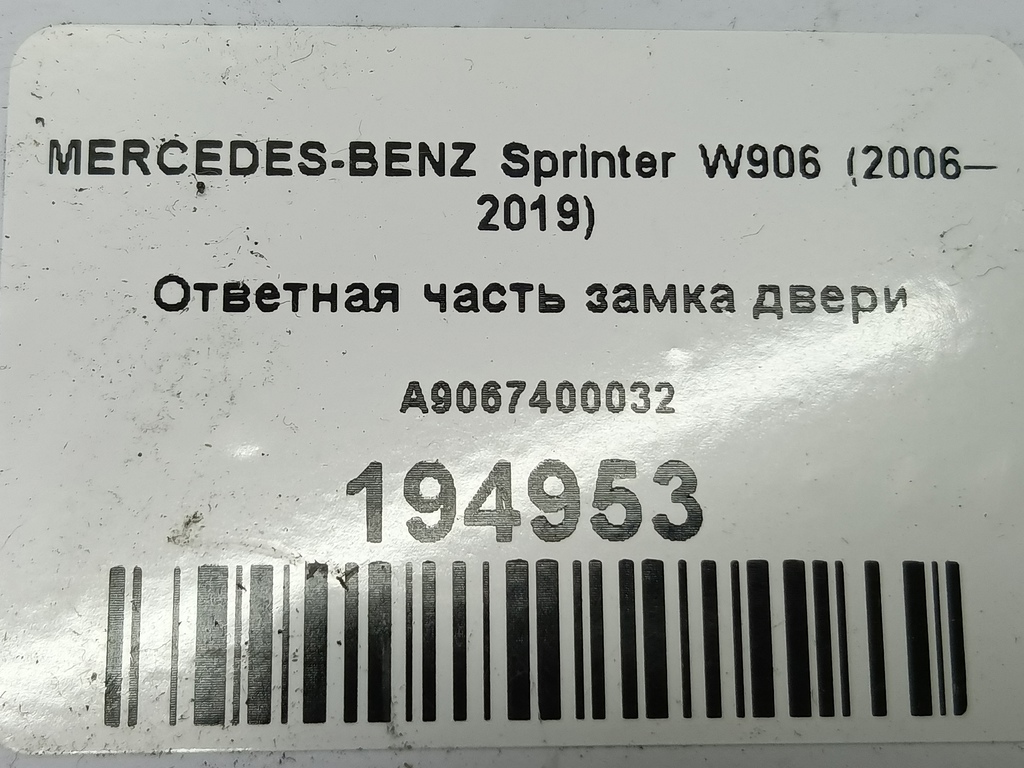 MERCEDES-BENZ Sprinter W906 (2006–
2019)
Ответная часть замка двери
A9067400032
194953